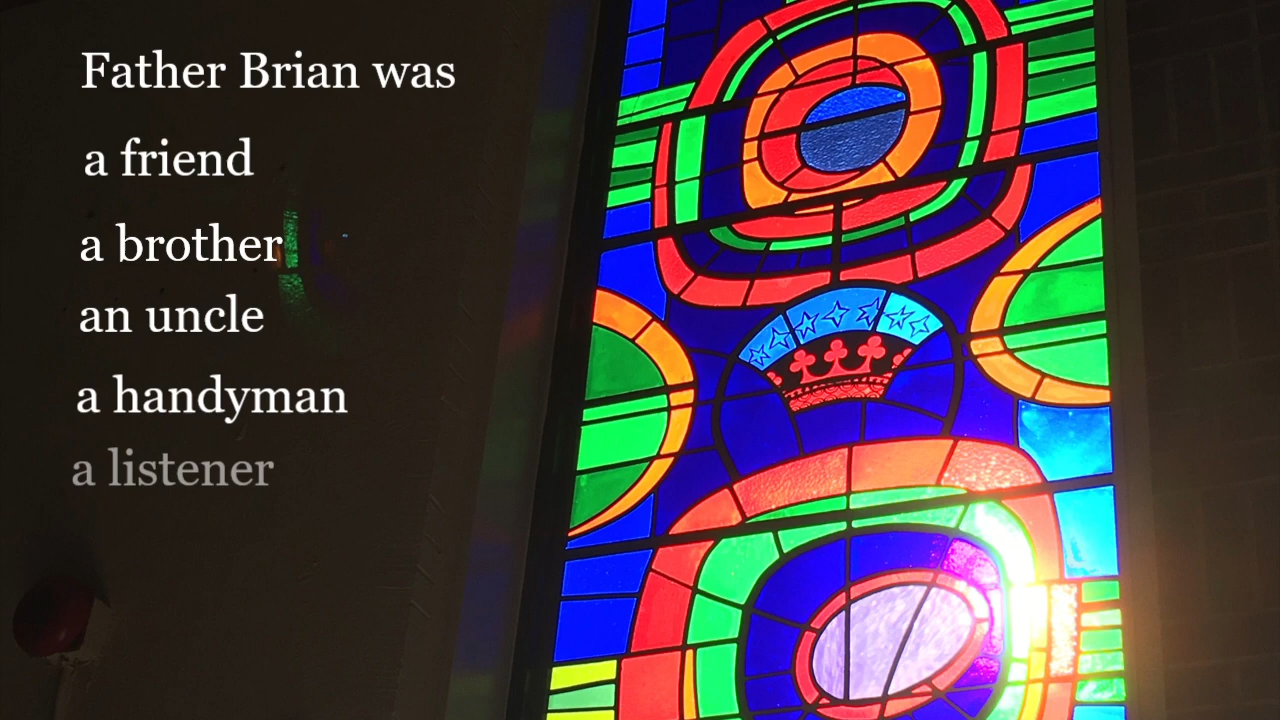 Father Brian was
a friend
a brother
an uncle
a handyman
a listener